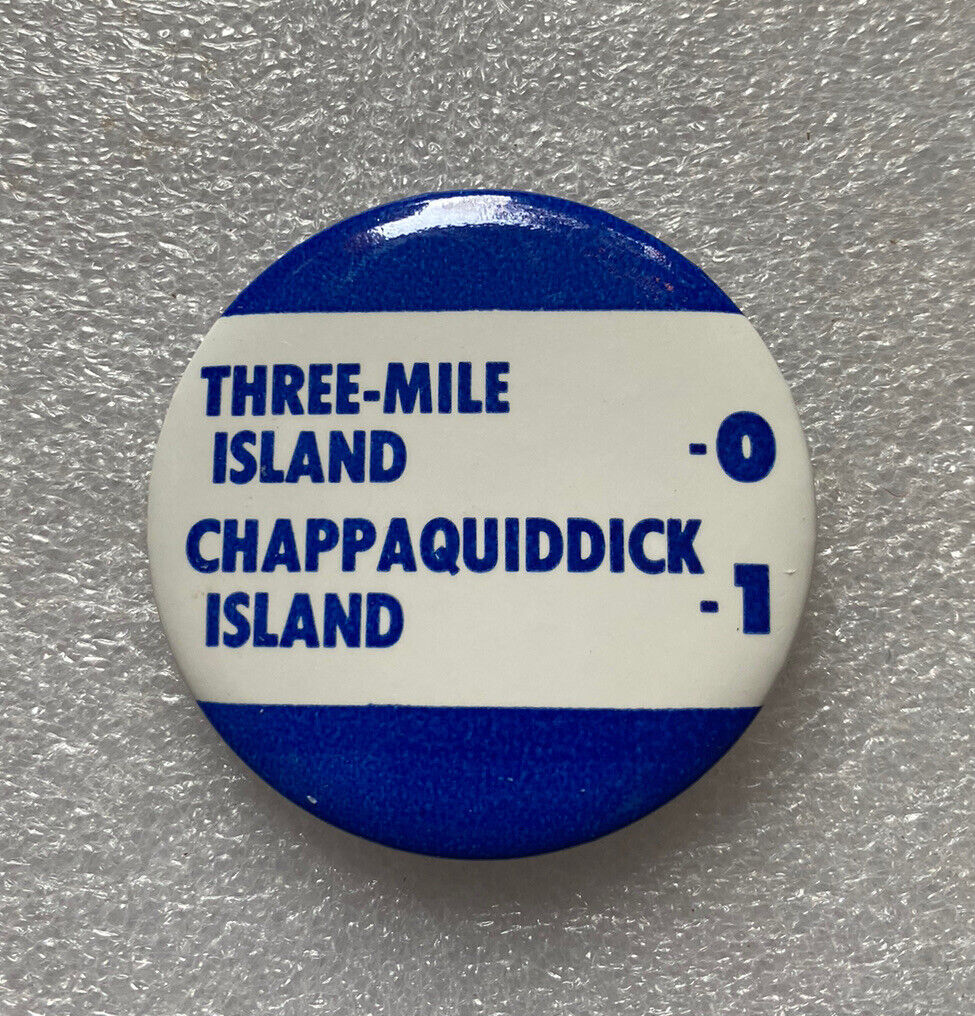 THREE-MILE
ISLAND -0
CHAPPAQUIDDICK
ISLAND -1